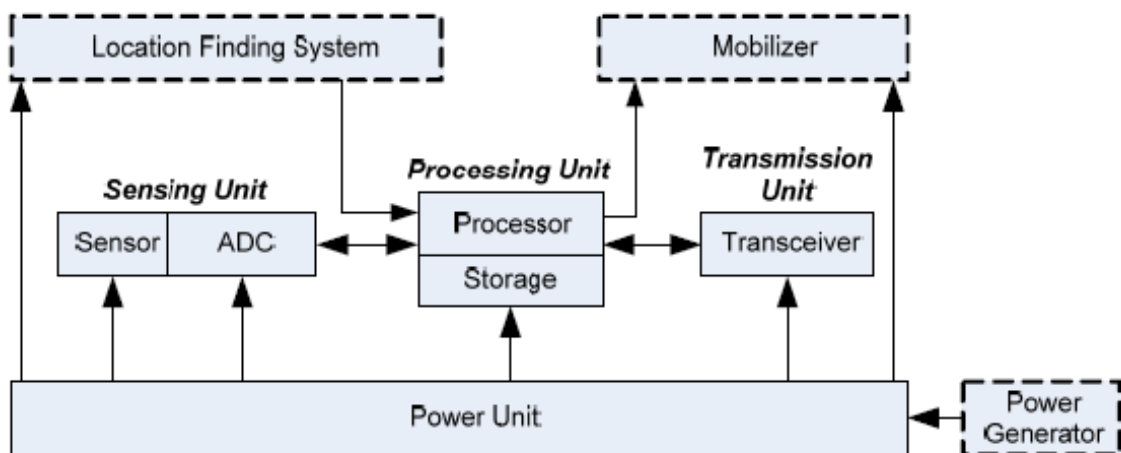 Location Finding System
Mobilizer
Sensing Unit
Processing Unit
Transmission
Unit
Sensor
ADC
Processor
Storage
Transceiver
Power Unit
Power
Generator